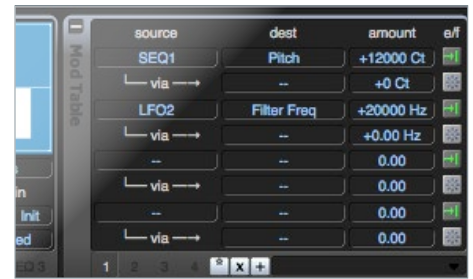 source dest amount e/f
SEQ1 Pitch +12000 Ct
via -- +0 Ct
LFO2 Filter Freq +20000 Hz
via -- +0.00 Hz
-- -- 0.00
via -- 0.00
-- -- 0.00
via -- 0.00
1 2 3 4 x +
Mod Table
in
Init
ed
EQ 3